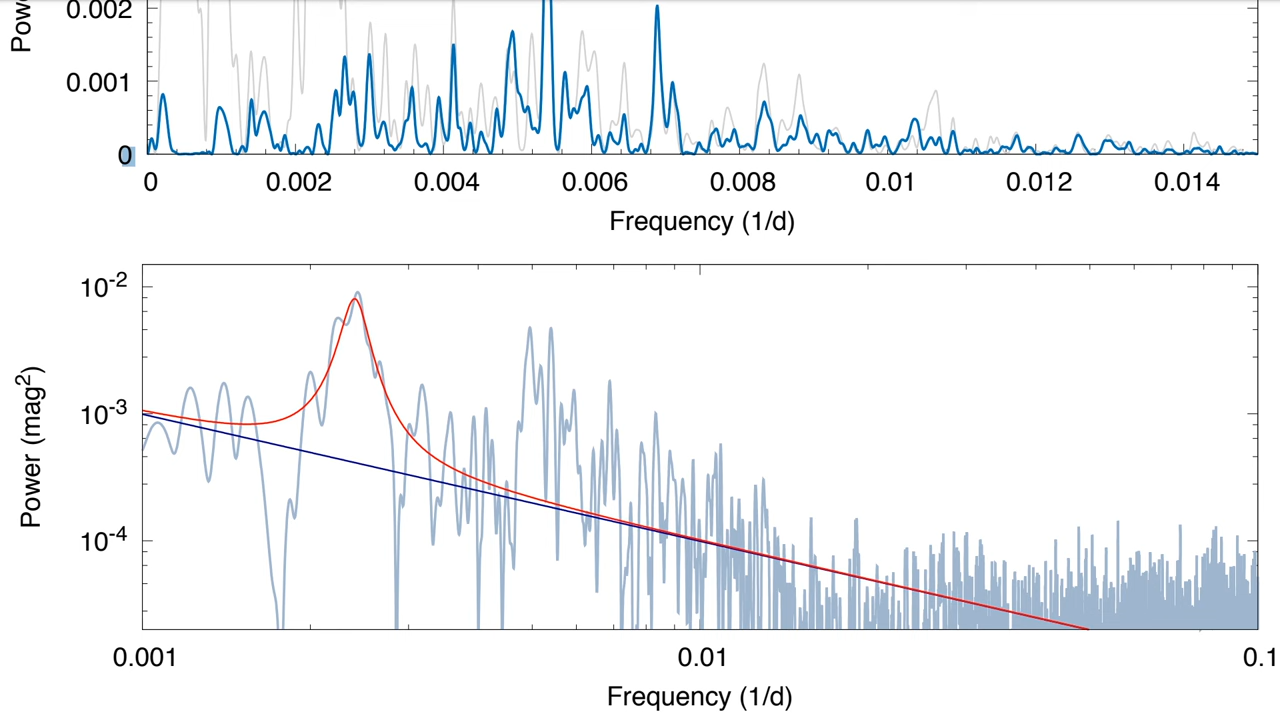 0.002
Powe
0.001
0
0 0.002 0.004 0.006 0.008 0.01 0.012 0.014
Frequency (1/d)
10-2
10-3
Power (mag2)
10-4
0.001 0.01 0.1
Frequency (1/d)